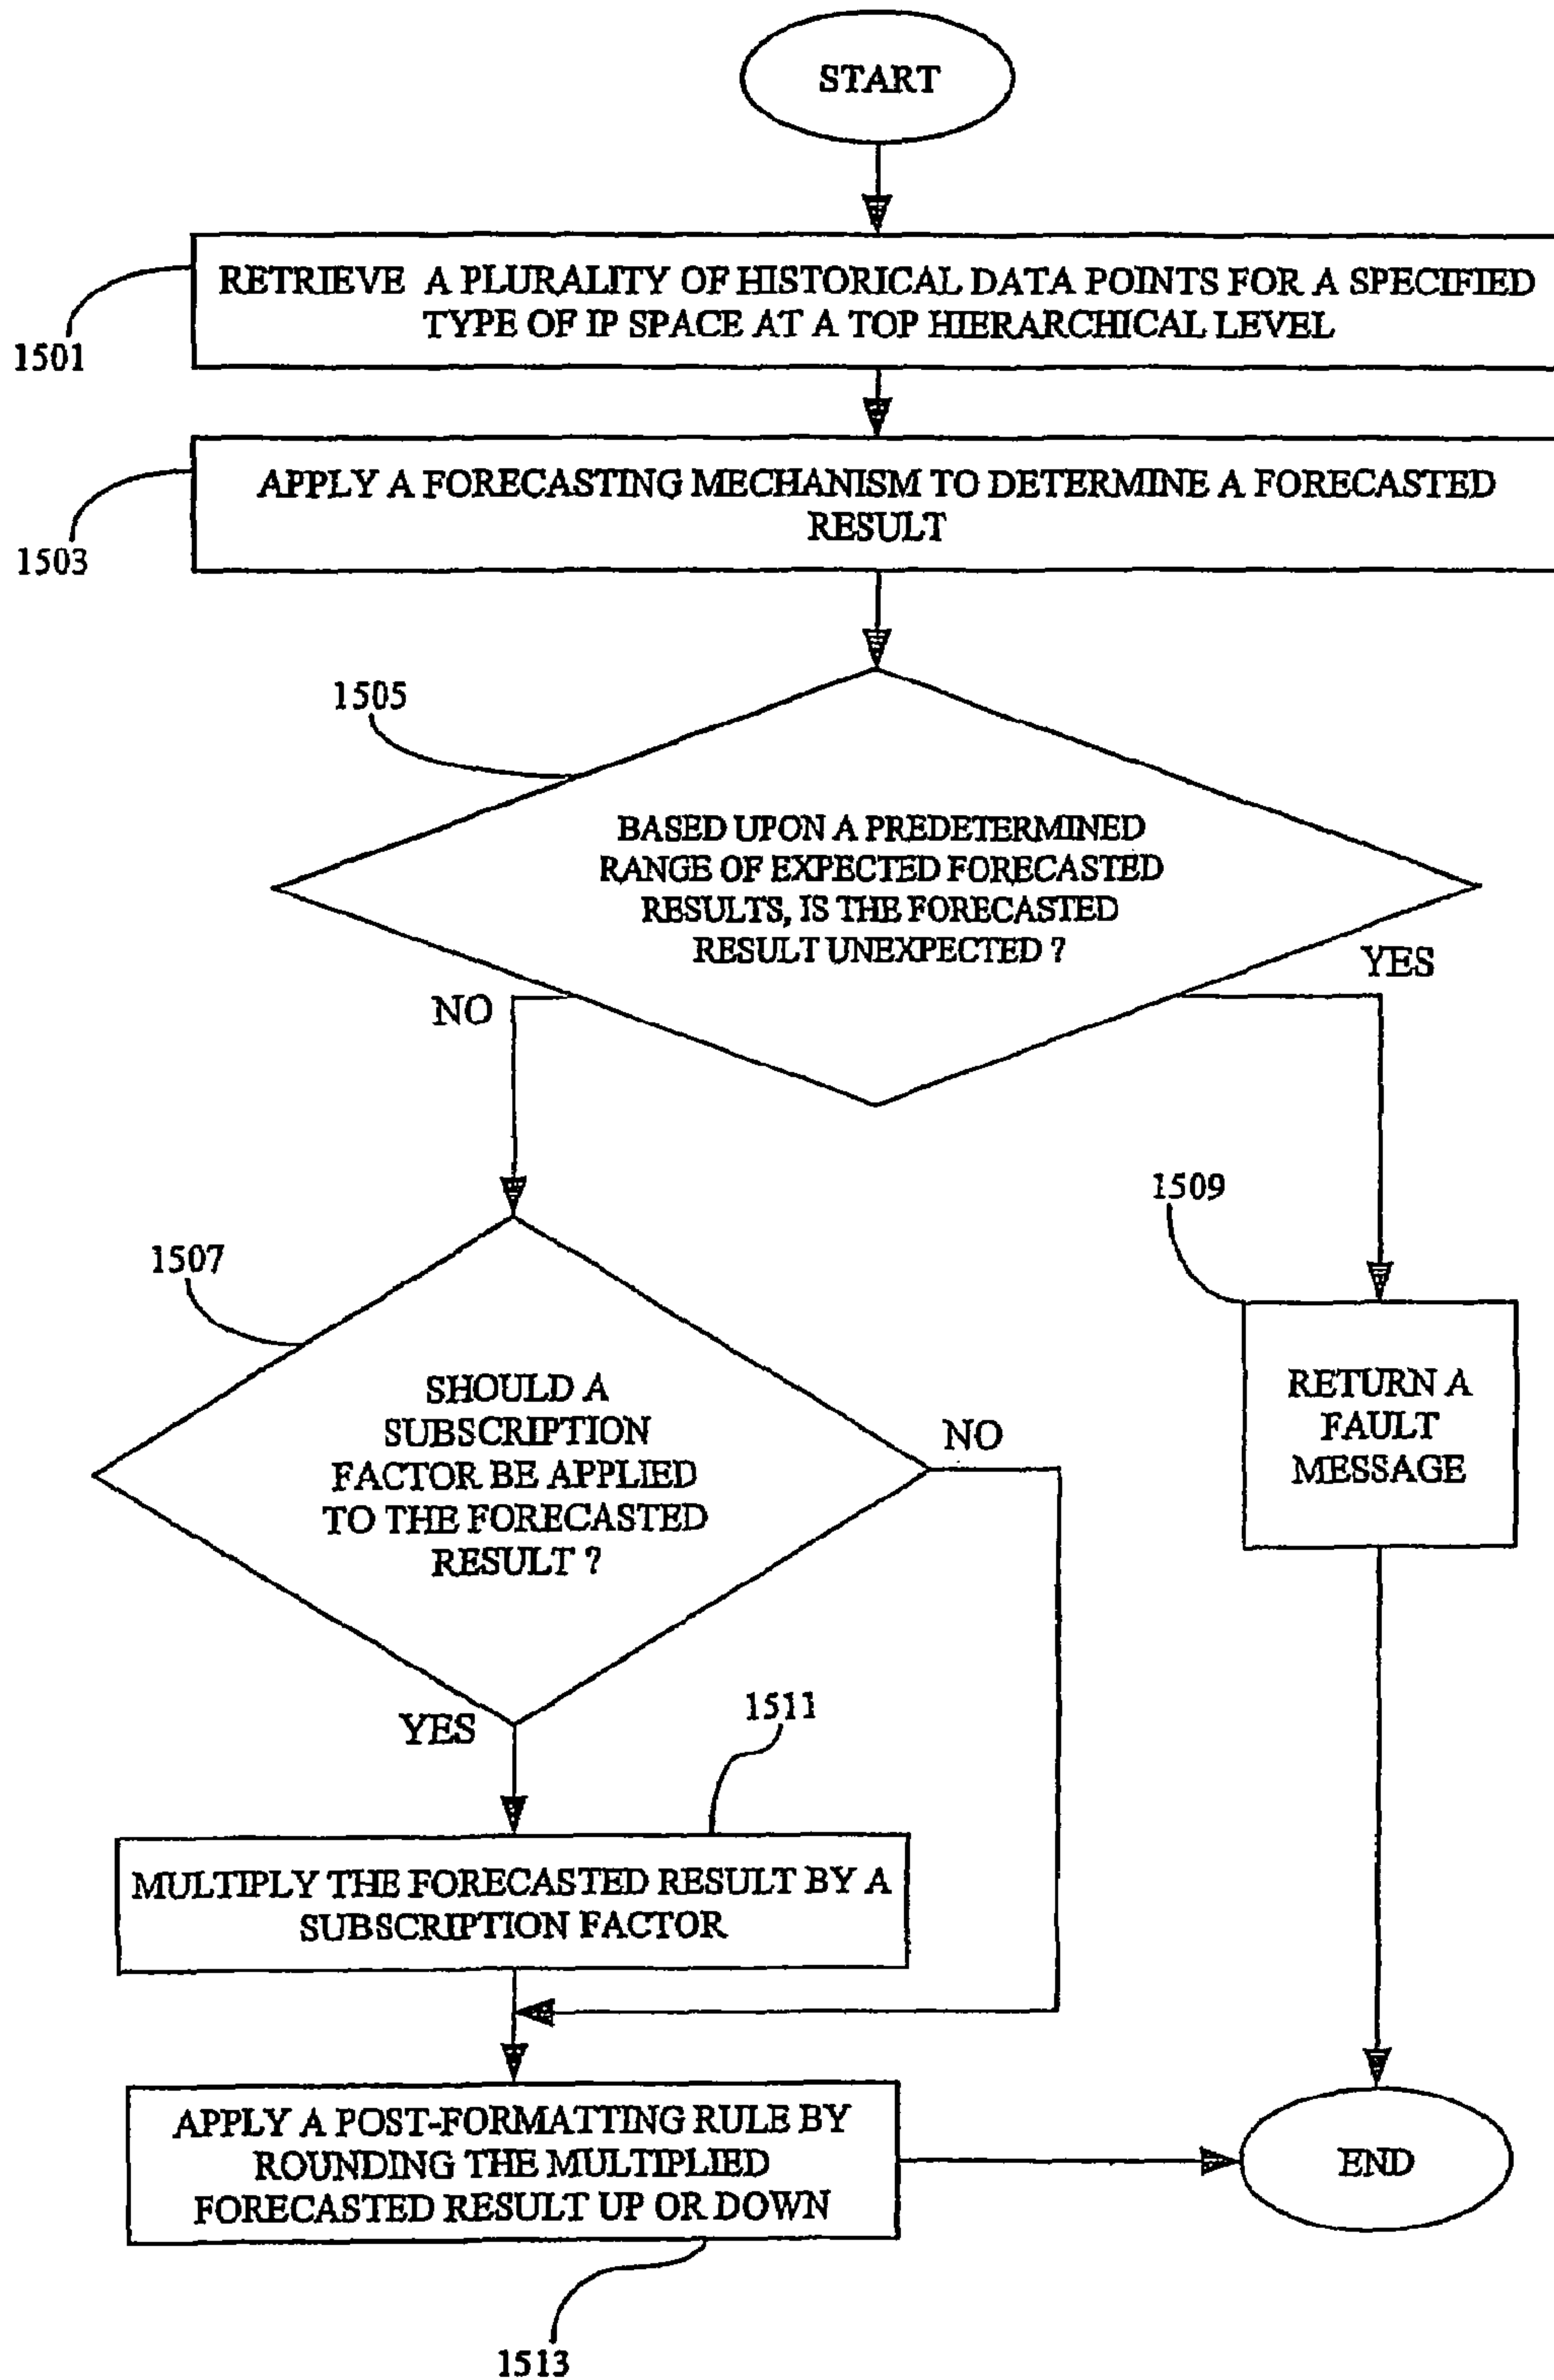 START
RETRIEVE A PLURALITY OF HISTORICAL DATA POINTS FOR A SPECIFIED
TYPE OF IP SPACE AT A TOP HIERARCHICAL LEVEL
1501
APPLY A FORECASTING MECHANISM TO DETERMINE A FORECASTED
RESULT
1503
1505
BASED UPON A PREDETERMINED
RANGE OF EXPECTED FORECASTED
RESULTS, IS THE FORECASTED
RESULT UNEXPECTED ?
YES
NO
1509
1507
RETURN A
FAULT
MESSAGE
SHOULD A
SUBSCRIPTION
FACTOR BE APPLIED
TO THE FORECASTED
RESULT ?
NO
YES
1511
MULTIPLY THE FORECASTED RESULT BY A
SUBSCRIPTION FACTOR
APPLY A POST-FORMATTING RULE BY
ROUNDING THE MULTIPLIED
FORECASTED RESULT UP OR DOWN
END
1513